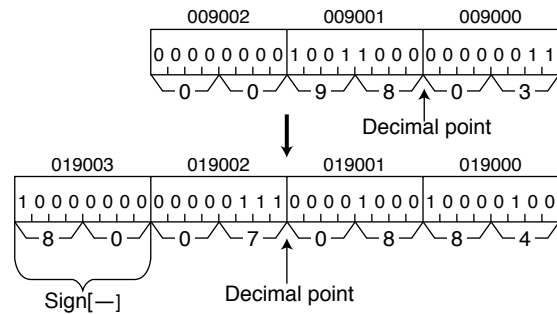 009002 009001 009000
0 0 0 0 0 0 0 0 1 0 0 1 1 0 0 0 0 0 0 0 0 0 1 1
0 0 9 8 0 3
Decimal point
019003 019002 019001 019000
1 0 0 0 0 0 0 0 0 0 0 0 0 1 1 1 0 0 0 0 1 0 0 0 1 0 0 0 0 1 0 0
8 0 0 7 0 8 8 4
Sign[—] Decimal point